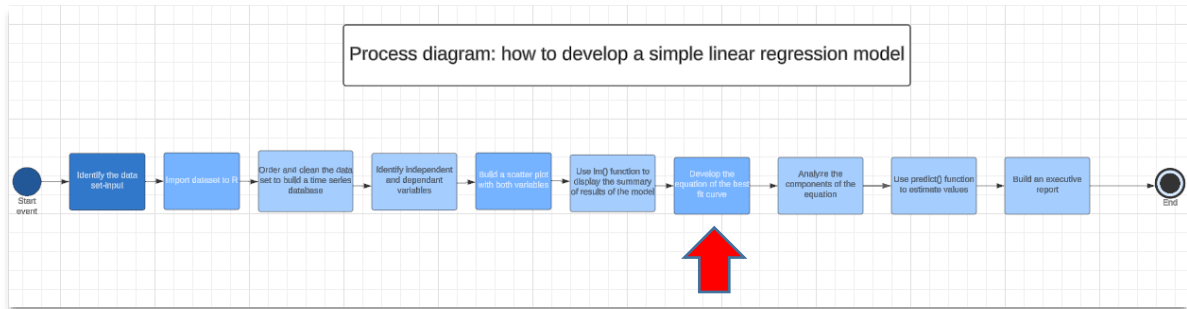 Process diagram: how to develop a simple linear regression model
Start
event
Identify the data
set-input
Import dataset to R
Order and clean the data
set to build a time series
database
Identify independent
and dependant
variables
Build a scatter plot
with both variables
Use lm() function to
display the summary
of results of the model
Develop the
equation of the best
fit curve
Analyze the
components of the
equation
Use predict() function
to estimate values
Build an executive
report
End